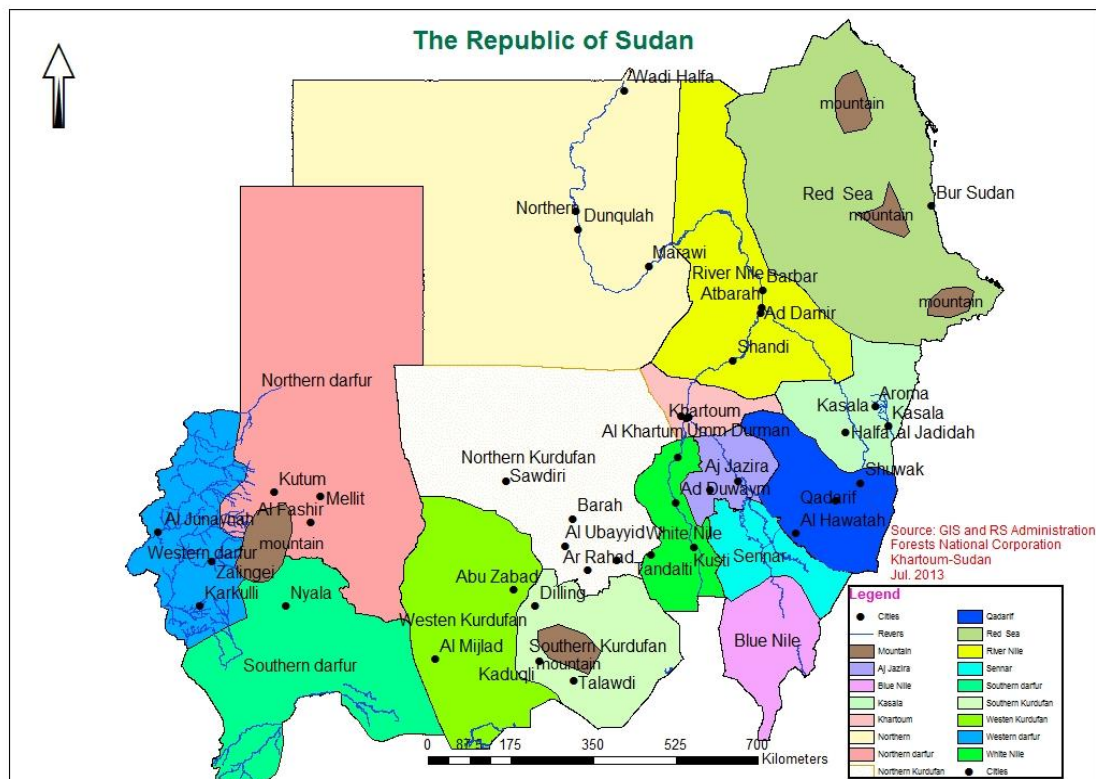 The Republic of Sudan
Wadi Halfa
mountain
Red Sea
mountain
Bur Sudan
Northern
Dunqulah
Marawi
River Nile
Barbar
Atbarah
Ad Damir
mountain
Shandi
Northern darfur
Kasala
Aroma
Kasala
Khartoum
Umm Durman
Al Khartum
Halfa al Jadidah
Northern Kurdufan
Sawdiri
Aj Jazira
Shuwak
Kutum
Mellit
Ad Duwaym
Qadarif
Al Fashir
Barah
Al Hawatah
Al Junaynah
mountain
Al Ubayyid
White Nile
Western darfur
Ar Rahad
Tandalti
Kusti
Sennar
Zalingei
Abu Zabad
Karkulli
Nyala
Dilling
Westen Kurdufan
Blue Nile
Al Mijlad
Southern Kurdufan
mountain
Southern darfur
Kaduqli
Talawdi
Source: GIS and RS Administration
Forests National Corporation
Khartoum-Sudan
Jul. 2013
Legend
Cities
Revers
Mountain
Aj Jazira
Blue Nile
Kasala
Khartoum
Northern
Northern darfur
Northern Kurdufan
Qadarif
Red Sea
River Nile
Sennar
Southern darfur
Southern Kurdufan
Westen Kurdufan
Western darfur
White Nile
Cities
0 87.5 175 350 525 700
Kilometers